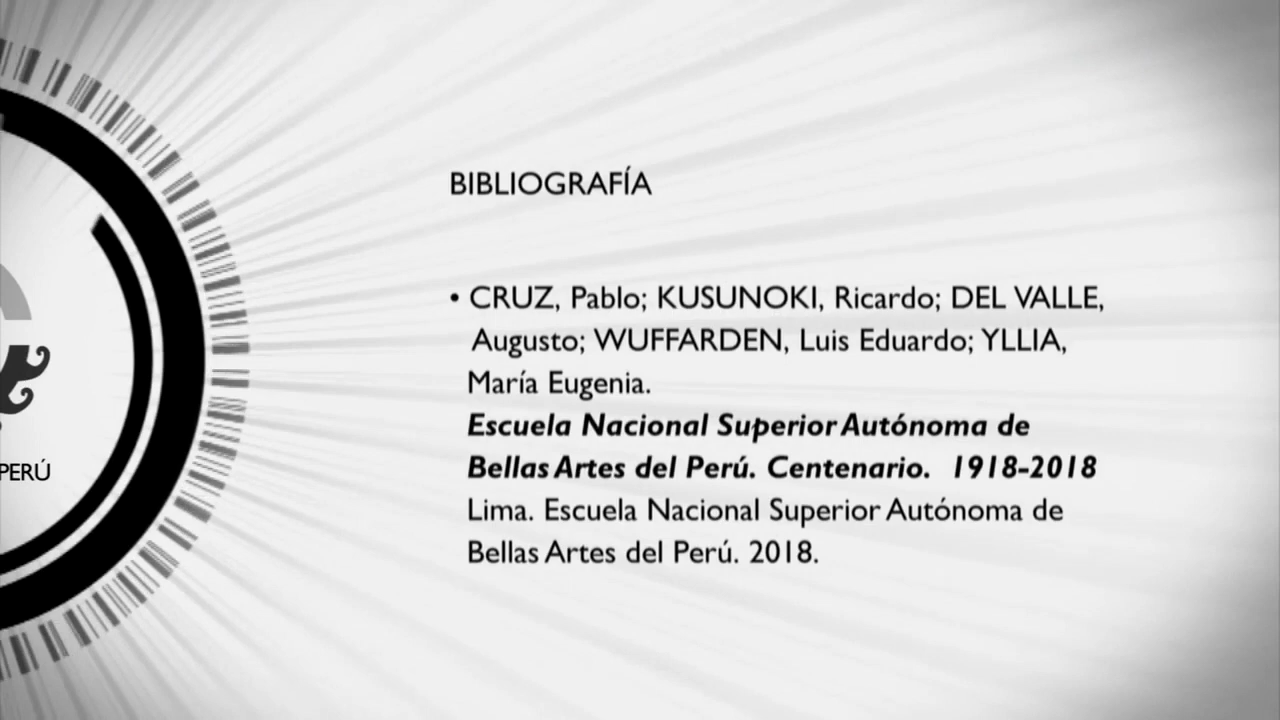 BIBLIOGRAFÍA
• CRUZ, Pablo; KUSUNOKI, Ricardo; DEL VALLE,
Augusto; WUFFARDEN, Luis Eduardo; YLLIA,
María Eugenia.
Escuela Nacional Superior Autónoma de
Bellas Artes del Perú. Centenario. 1918-2018
Lima. Escuela Nacional Superior Autónoma de
Bellas Artes del Perú. 2018.
PERÚ